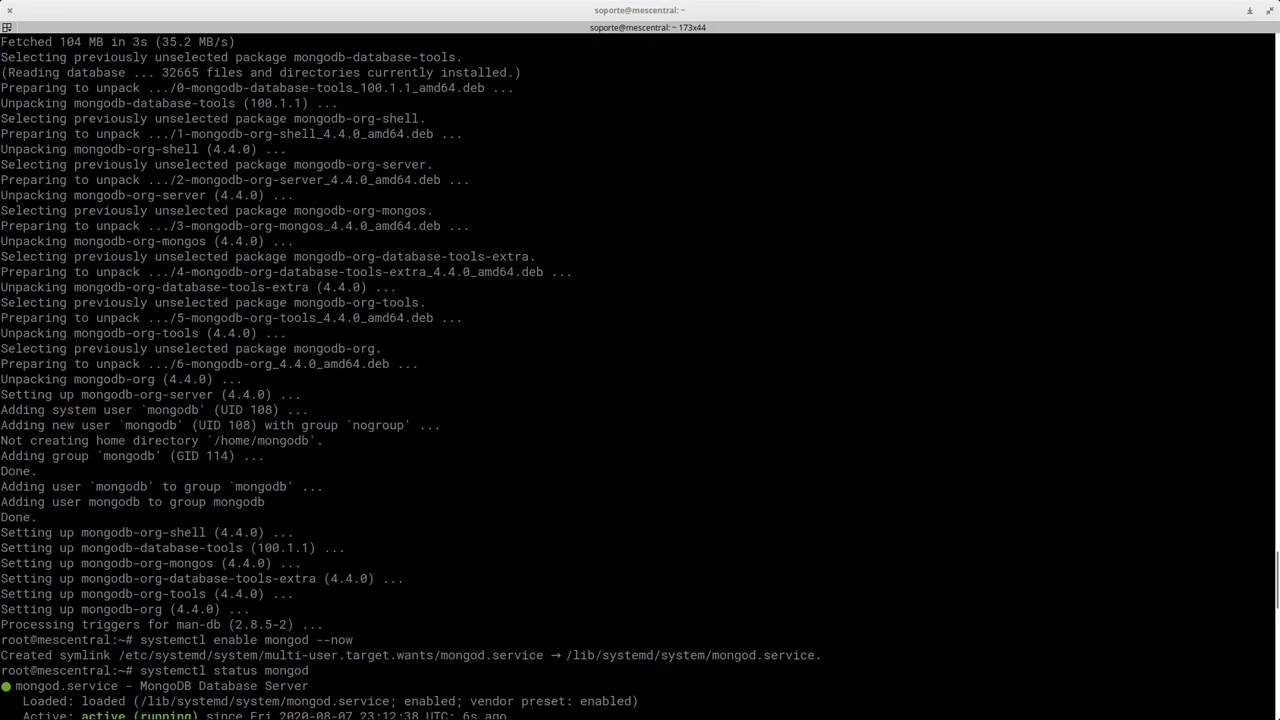 soporte@mescentral: ~
soporte@mescentral: ~ 173x44
Fetched 104 MB in 3s (35.2 MB/s)
Selecting previously unselected package mongodb-database-tools.
(Reading database ... 32665 files and directories currently installed.)
Preparing to unpack .../0-mongodb-database-tools_100.1.1_amd64.deb ...
Unpacking mongodb-database-tools (100.1.1) ...
Selecting previously unselected package mongodb-org-shell.
Preparing to unpack .../1-mongodb-org-shell_4.4.0_amd64.deb ...
Unpacking mongodb-org-shell (4.4.0) ...
Selecting previously unselected package mongodb-org-server.
Preparing to unpack .../2-mongodb-org-server_4.4.0_amd64.deb ...
Unpacking mongodb-org-server (4.4.0) ...
Selecting previously unselected package mongodb-org-mongos.
Preparing to unpack .../3-mongodb-org-mongos_4.4.0_amd64.deb ...
Unpacking mongodb-org-mongos (4.4.0) ...
Selecting previously unselected package mongodb-org-database-tools-extra.
Preparing to unpack .../4-mongodb-org-database-tools-extra_4.4.0_amd64.deb ...
Unpacking mongodb-org-database-tools-extra (4.4.0) ...
Selecting previously unselected package mongodb-org-tools.
Preparing to unpack .../5-mongodb-org-tools_4.4.0_amd64.deb ...
Unpacking mongodb-org-tools (4.4.0) ...
Selecting previously unselected package mongodb-org.
Preparing to unpack .../6-mongodb-org_4.4.0_amd64.deb ...
Unpacking mongodb-org (4.4.0) ...
Setting up mongodb-org-server (4.4.0) ...
Adding system user `mongodb' (UID 108) ...
Adding new user `mongodb' (UID 108) with group `nogroup' ...
Not creating home directory `/home/mongodb'.
Adding group `mongodb' (GID 114) ...
Done.
Adding user `mongodb' to group `mongodb' ...
Adding user mongodb to group mongodb
Done.
Setting up mongodb-org-shell (4.4.0) ...
Setting up mongodb-database-tools (100.1.1) ...
Setting up mongodb-org-mongos (4.4.0) ...
Setting up mongodb-org-database-tools-extra (4.4.0) ...
Setting up mongodb-org-tools (4.4.0) ...
Setting up mongodb-org (4.4.0) ...
Processing triggers for man-db (2.8.5-2) ...
root@mescentral:~# systemctl enable mongod --now
Created symlink /etc/systemd/system/multi-user.target.wants/mongod.service → /lib/systemd/system/mongod.service.
root@mescentral:~# systemctl status mongod
● mongod.service - MongoDB Database Server
Loaded: loaded (/lib/systemd/system/mongod.service; enabled; vendor preset: enabled)
Active: active (running) since Fri 2020-08-07 23:12:38 UTC; 6s ago